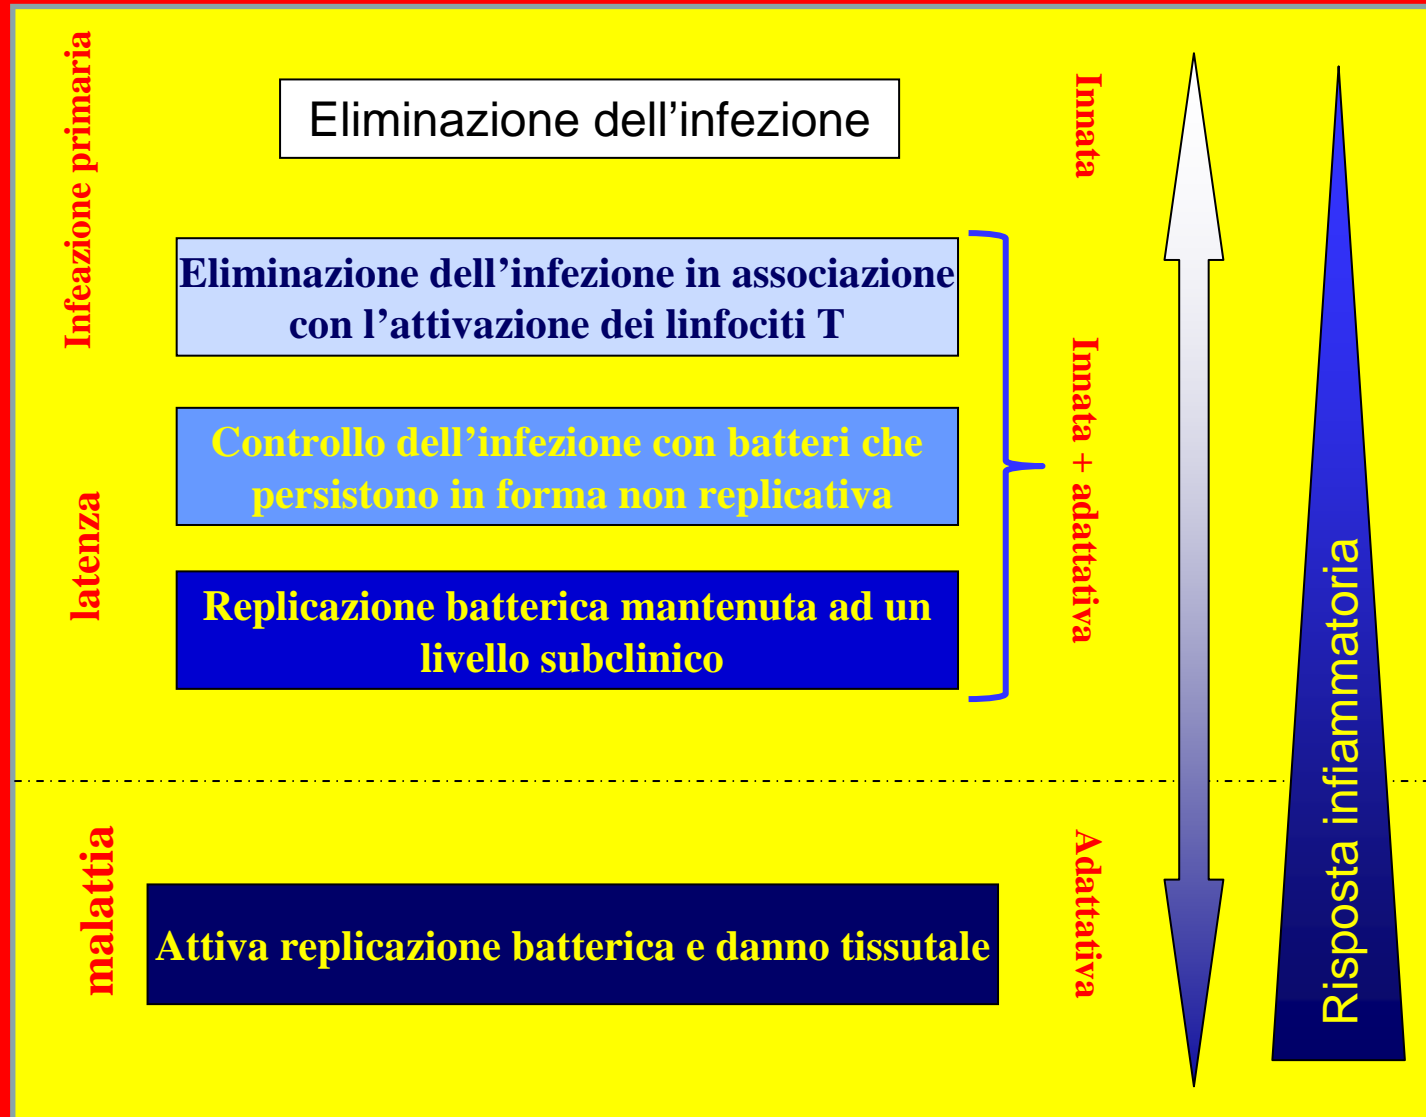 Infeazione primaria
Eliminazione dell’infezione
Innata
Eliminazione dell’infezione in associazione
con l’attivazione dei linfociti T
Controllo dell’infezione con batteri che
persistono in forma non replicativa
Innata + adattativa
latenza
Replicazione batterica mantenuta ad un
livello subclinico
Risposta infiammatoria
malattia
Attiva replicazione batterica e danno tissutale
Adattativa